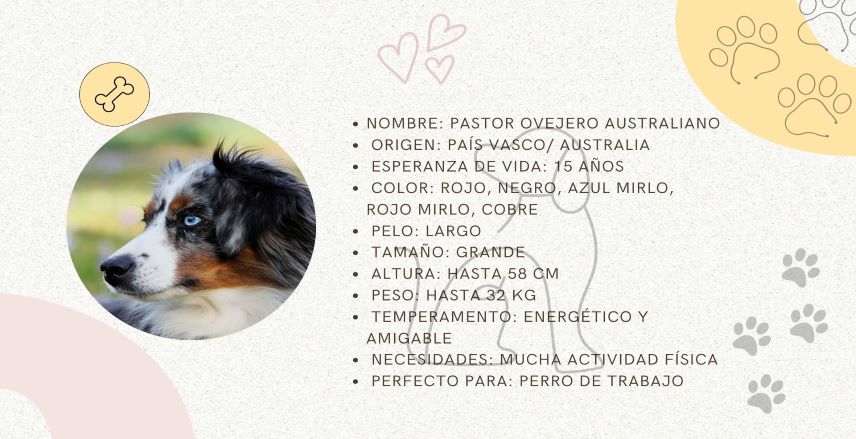 • NOMBRE: PASTOR OVEJERO AUSTRALIANO
• ORIGEN: PAÍS VASCO/ AUSTRALIA
• ESPERANZA DE VIDA: 15 AÑOS
• COLOR: ROJO, NEGRO, AZUL MIRLO,
ROJO MIRLO, COBRE
• PELO: LARGO
• TAMAÑO: GRANDE
• ALTURA: HASTA 58 CM
• PESO: HASTA 32 KG
• TEMPERAMENTO: ENERGÉTICO Y
AMIGABLE
• NECESIDADES: MUCHA ACTIVIDAD FÍSICA
• PERFECTO PARA: PERRO DE TRABAJO